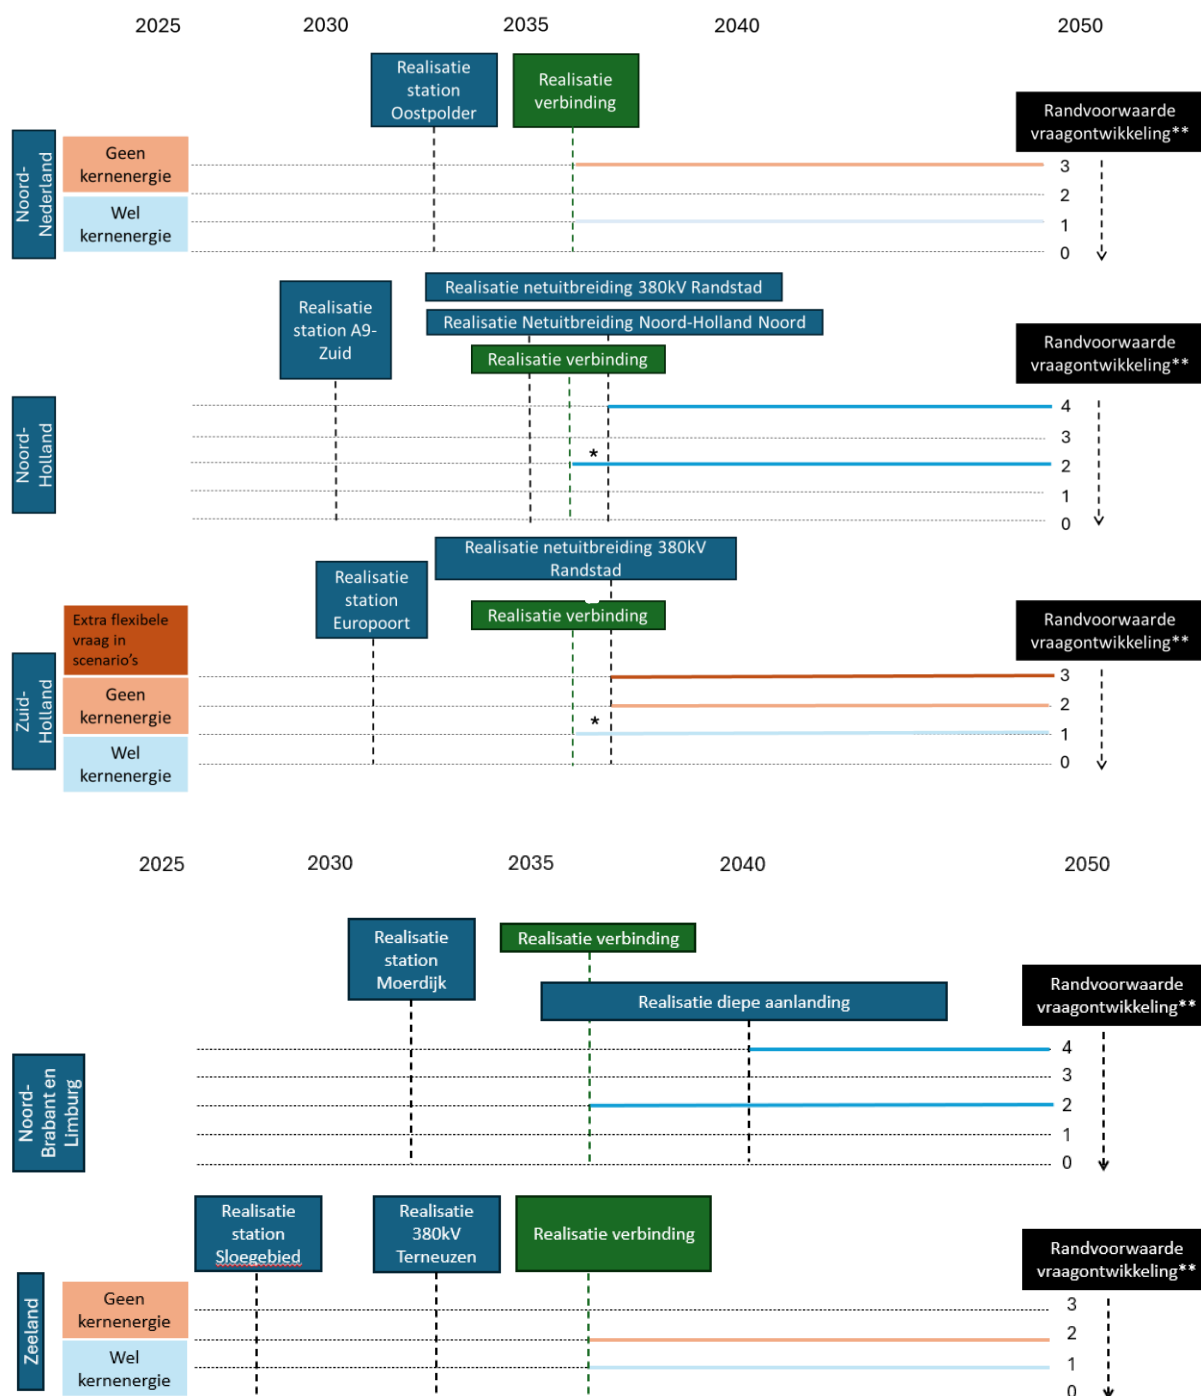 2025 2030 2035 2040 2050
Realisatie
station
Oostpolder
Realisatie
verbinding
Randvoorwaarde
vraagontwikkeling**
Noord-
Nederland
Geen
kernenergie
Wel
kernenergie
3
2
1
0
Realisatie netuitbreiding 380kV Randstad
Realisatie
station A9-
Zuid
Realisatie Netuitbreiding Noord-Holland Noord
Realisatie verbinding
Randvoorwaarde
vraagontwikkeling**
Noord-
Holland
4
3
*
2
1
0
Realisatie netuitbreiding 380kV
Randstad
Realisatie
station
Europoort
Realisatie verbinding
Randvoorwaarde
vraagontwikkeling**
Zuid-
Holland
Extra flexibele
vraag in
scenario's
Geen
kernenergie
Wel
kernenergie
3
2
*
1
0
2025 2030 2035 2040 2050
Realisatie
station
Moerdijk
Realisatie verbinding
Realisatie diepe aanlanding
Randvoorwaarde
vraagontwikkeling**
Noord-
Brabant en
Limburg
4
3
2
1
0
Realisatie
station
Sloegebied
Realisatie
380kV
Terneuzen
Realisatie verbinding
Randvoorwaarde
vraagontwikkeling**
Zeeland
Geen
kernenergie
Wel
kernenergie
3
2
1
0